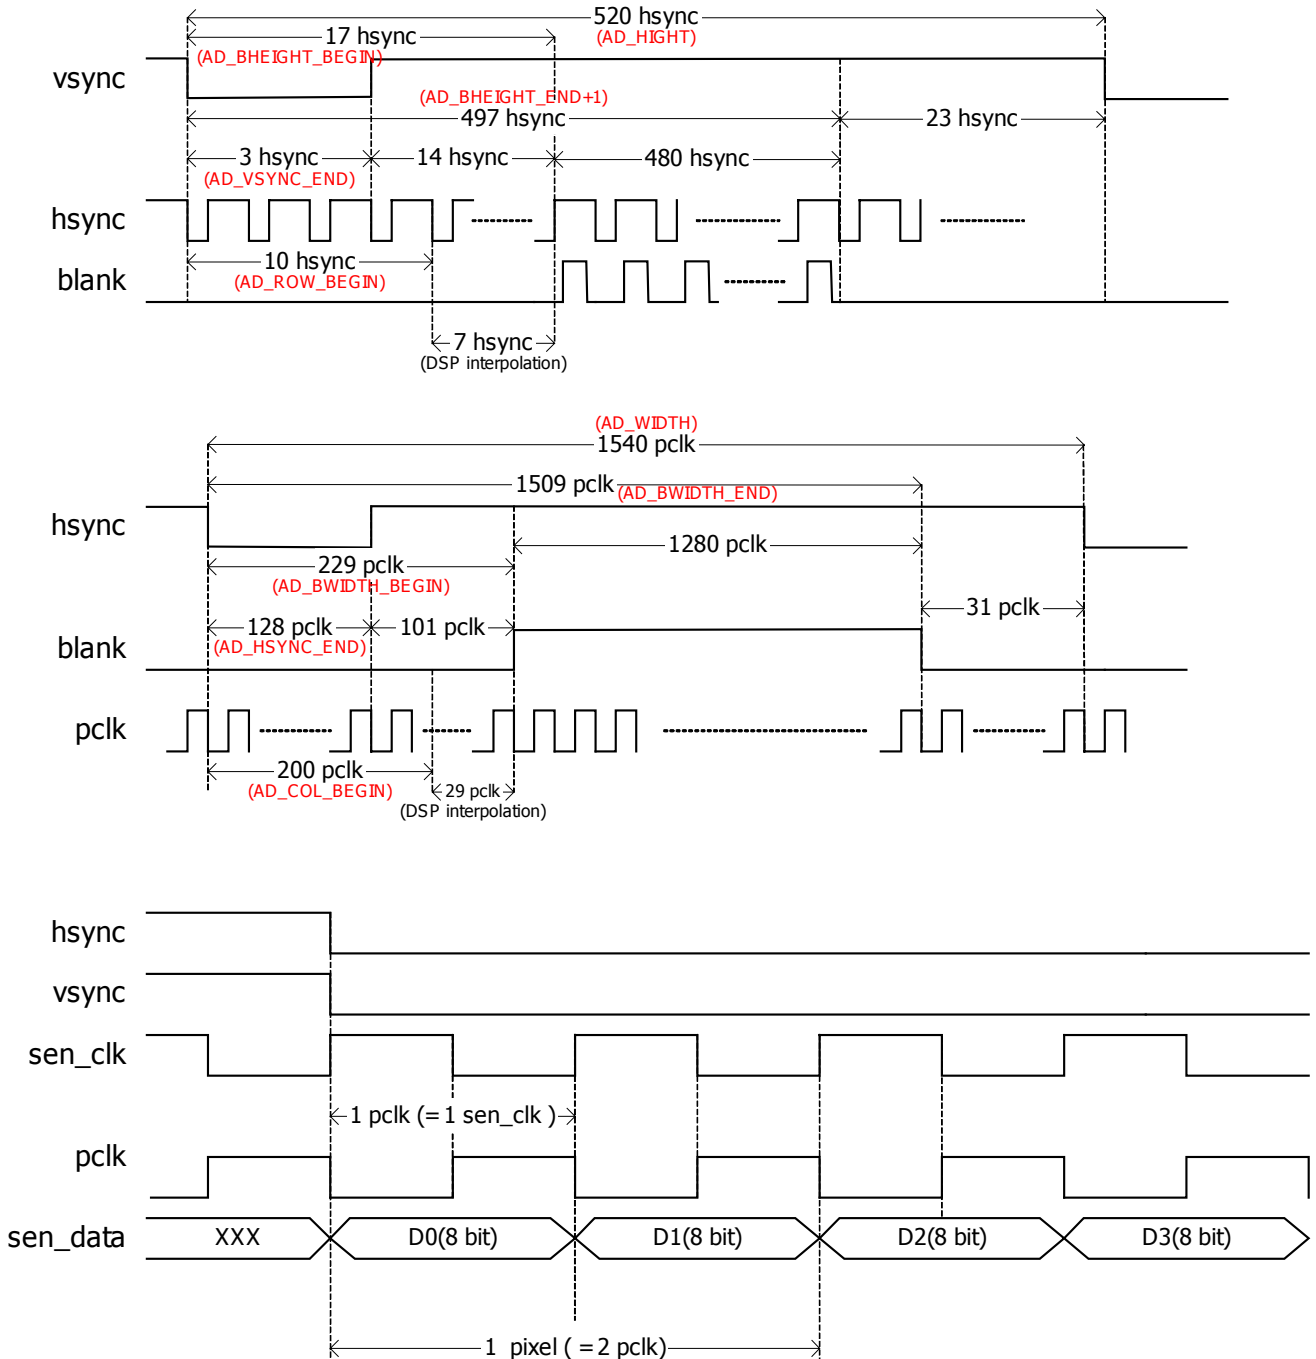 520 hsync
(AD_HIGHT)
17 hsync
(AD_BHEIGHT_BEGIN)
vsync
(AD_BHEIGHT_END+1)
497 hsync
23 hsync
3 hsync
14 hsync
480 hsync
(AD_VSYNC_END)
hsync
10 hsync
(AD_ROW_BEGIN)
blank
7 hsync
(DSP interpolation)
(AD_WIDTH)
1540 pclk
1509 pclk
(AD_BWIDTH_END)
hsync
1280 pclk
229 pclk
(AD_BWIDTH_BEGIN)
31 pclk
128 pclk
101 pclk
(AD_HSYNC_END)
blank
pclk
200 pclk
(AD_COL_BEGIN)
29 pclk
(DSP interpolation)
hsync
vsync
sen_clk
1 pclk (= 1 sen_clk )
pclk
sen_data
XXX
D0(8 bit)
D1(8 bit)
D2(8 bit)
D3(8 bit)
1 pixel ( = 2 pclk)